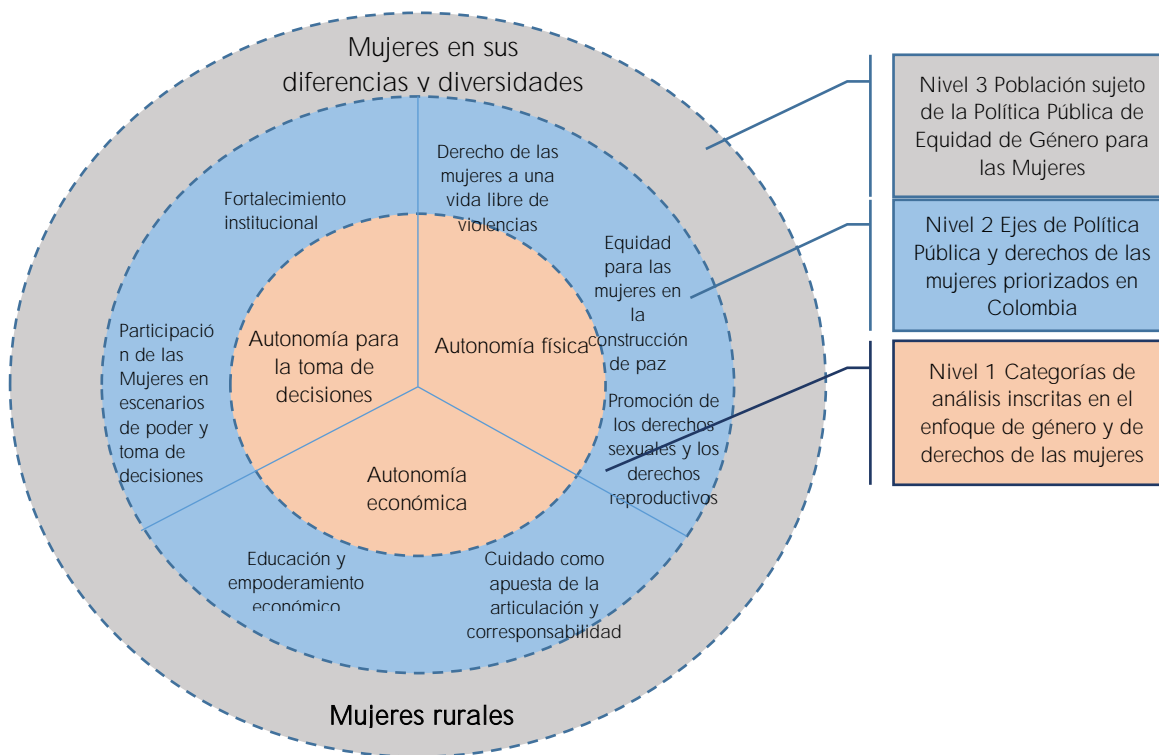 Mujeres en sus
diferencias y diversidades
Derecho de las
mujeres a una
vida libre de
violencias
Fortalecimiento
institucional
Equidad
para las
mujeres en
la
construcción
de paz
Participació
n de las
Mujeres en
escenarios
de poder y
toma de
decisiones
Autonomía para
la toma de
decisiones
Autonomía física
Autonomía
económica
Promoción de
los derechos
sexuales y los
derechos
reproductivos
Educación y
empoderamiento
económico
Cuidado como
apuesta de la
articulación y
corresponsabilidad
Mujeres rurales
Nivel 3 Población sujeto
de la Política Pública de
Equidad de Género para
las Mujeres
Nivel 2 Ejes de Política
Pública y derechos de las
mujeres priorizados en
Colombia
Nivel 1 Categorías de
análisis inscritas en el
enfoque de género y de
derechos de las mujeres